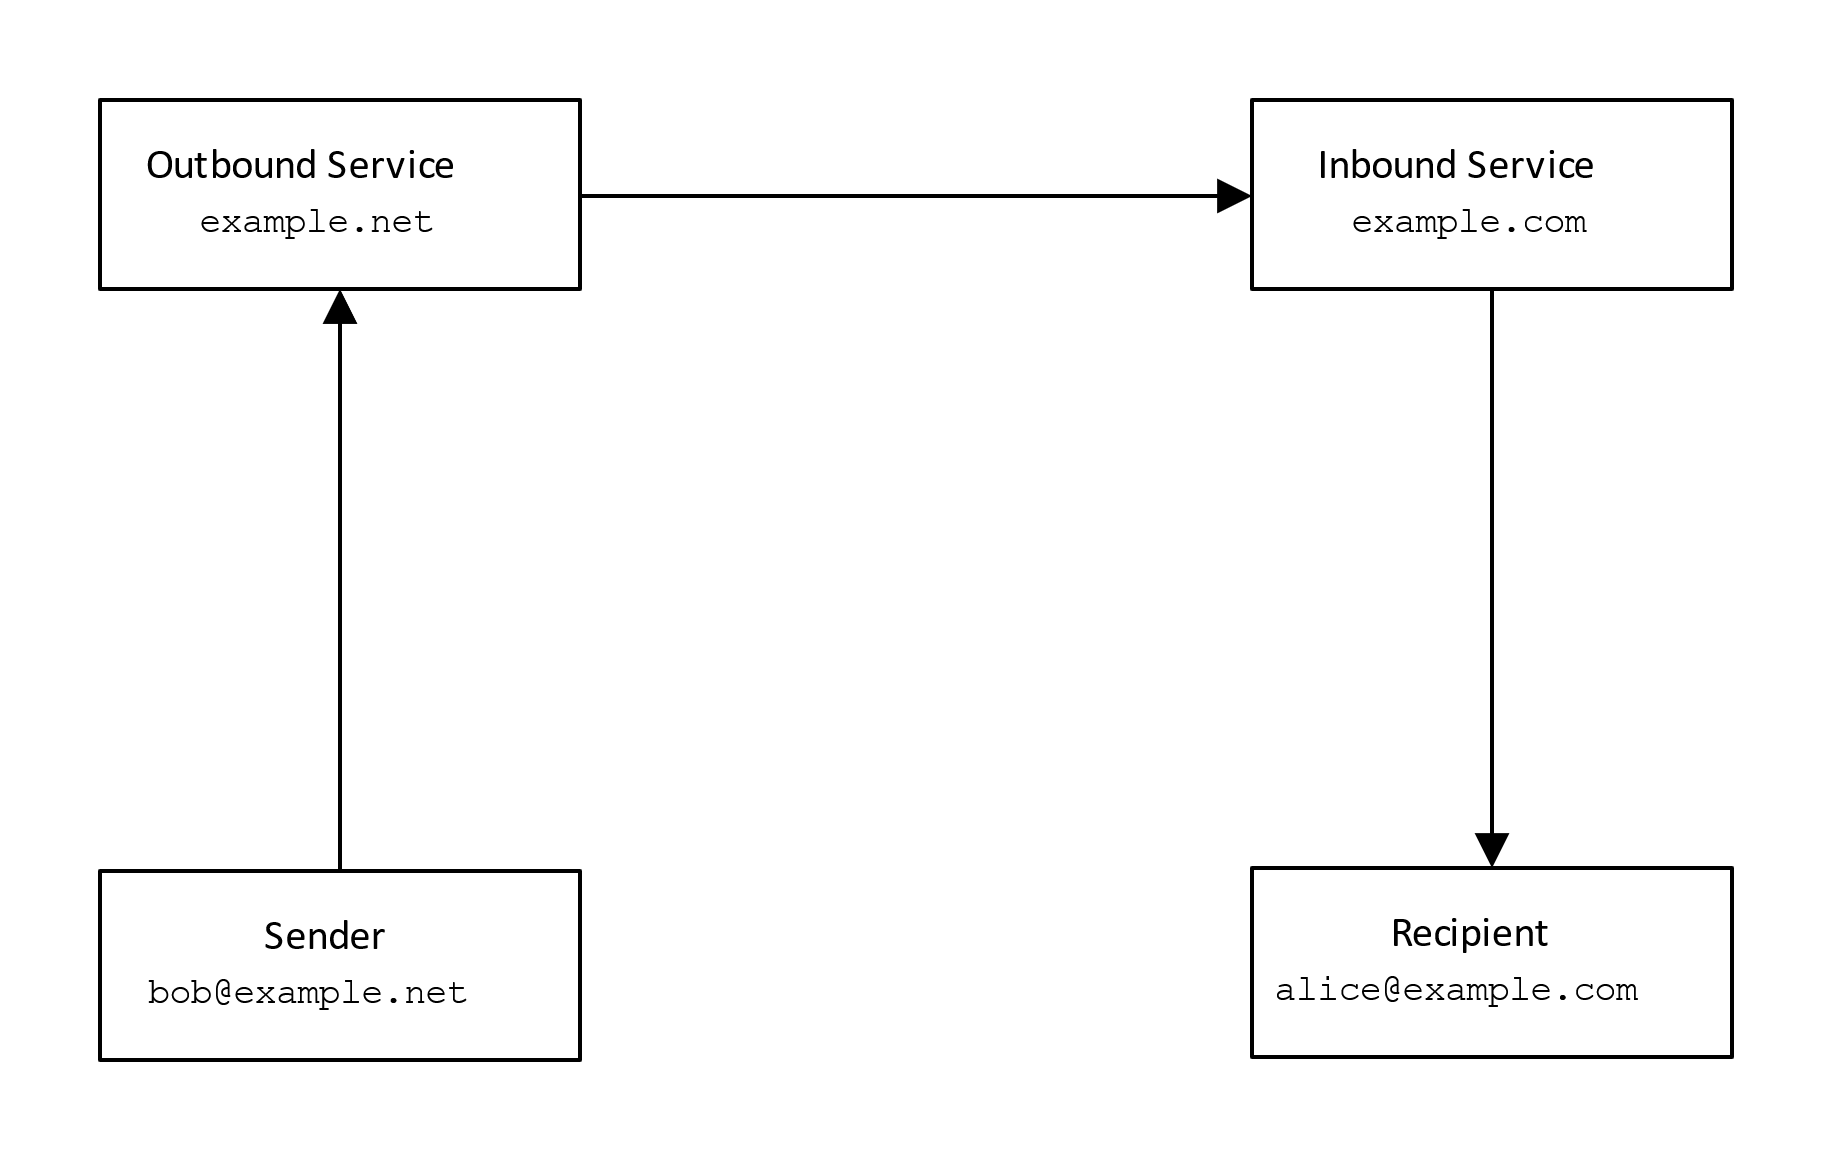 Outbound Service
example.net
Inbound Service
example.com
Sender
bob@example.net
Recipient
alice@example.com